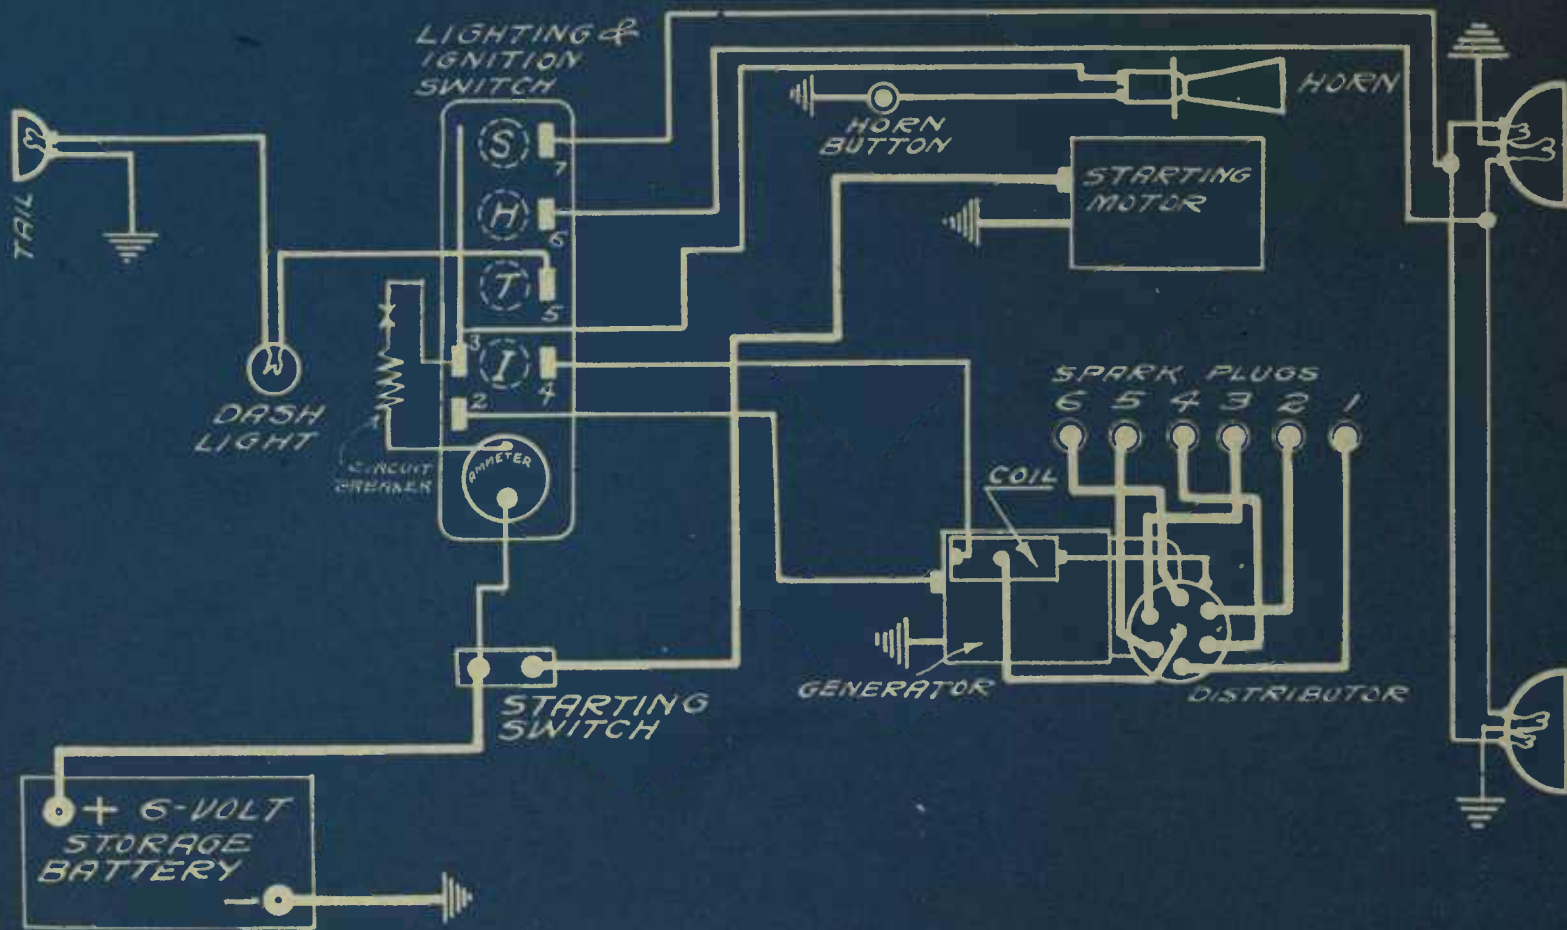 LIGHTING &
IGNITION
SWITCH
S
7
H
6
T
5
3
I
4
2
AMMETER
TAIL
DASH
LIGHT
CIRCUIT
BREAKER
HORN
HORN
BUTTON
STARTING
MOTOR
SPARK PLUGS
6 5 4 3 2 1
COIL
GENERATOR
DISTRIBUTOR
STARTING
SWITCH
+ 6-VOLT
STORAGE
BATTERY
-